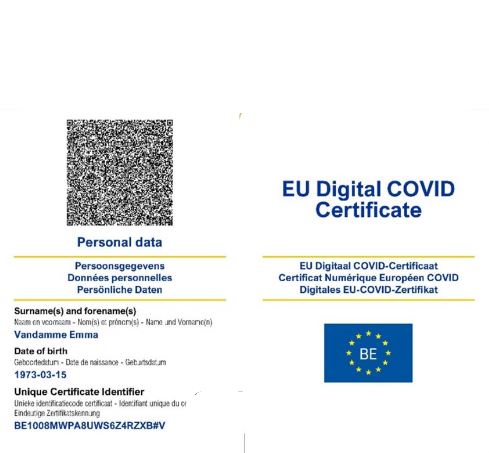 Personal data
Persoonsgegevens
Données personnelles
Persönliche Daten
Surname(s) and forename(s)
Naam en voornaam - Nom(s) et prénom(s) - Name und Vorname(n)
Vandamme Emma
Date of birth
Geboortedatum - Date de naissance - Geburtsdatum
1973-03-15
Unique Certificate Identifier
Unieke identificatiecode certificaat - Identifiant unique du
Eindeutige Zertifikatskennung
BE1008MWPA8UWS6Z4RZXB#V
EU Digital COVID
Certificate
EU Digitaal COVID-Certificaat
Certificat Numérique Européen COVID
Digitales EU-COVID-Zertifikat
BE